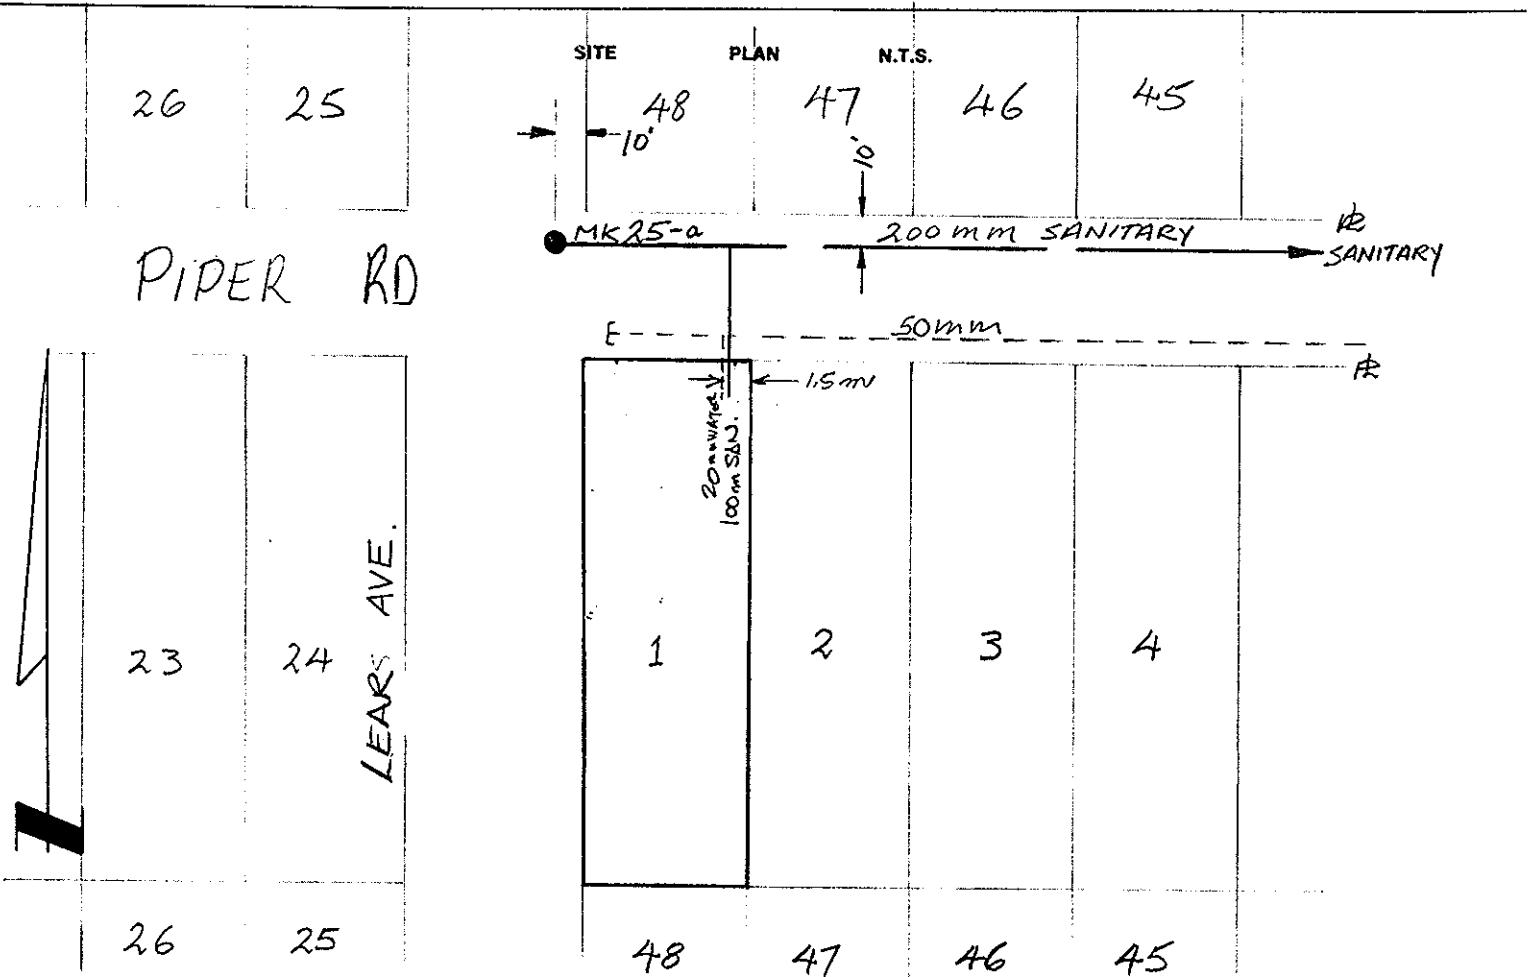 SITE PLAN N.T.S.
26 25 48 47 46 45
10'
10'
MK25-a 200 mm SANITARY
SANITARY
PIPER RD
50mm
1.5m
20mm WATER
100m SAN.
LEARS AVE.
23 24 1 2 3 4
26 25 48 47 46 45